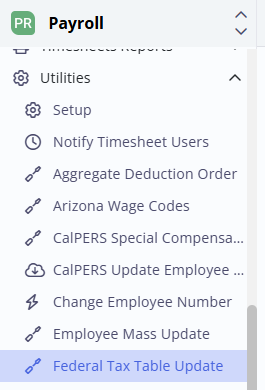 PR Payroll
Timesheets Reports
Utilities
Setup
Notify Timesheet Users
Aggregate Deduction Order
Arizona Wage Codes
CalPERS Special Compensa...
CalPERS Update Employee ...
Change Employee Number
Employee Mass Update
Federal Tax Table Update